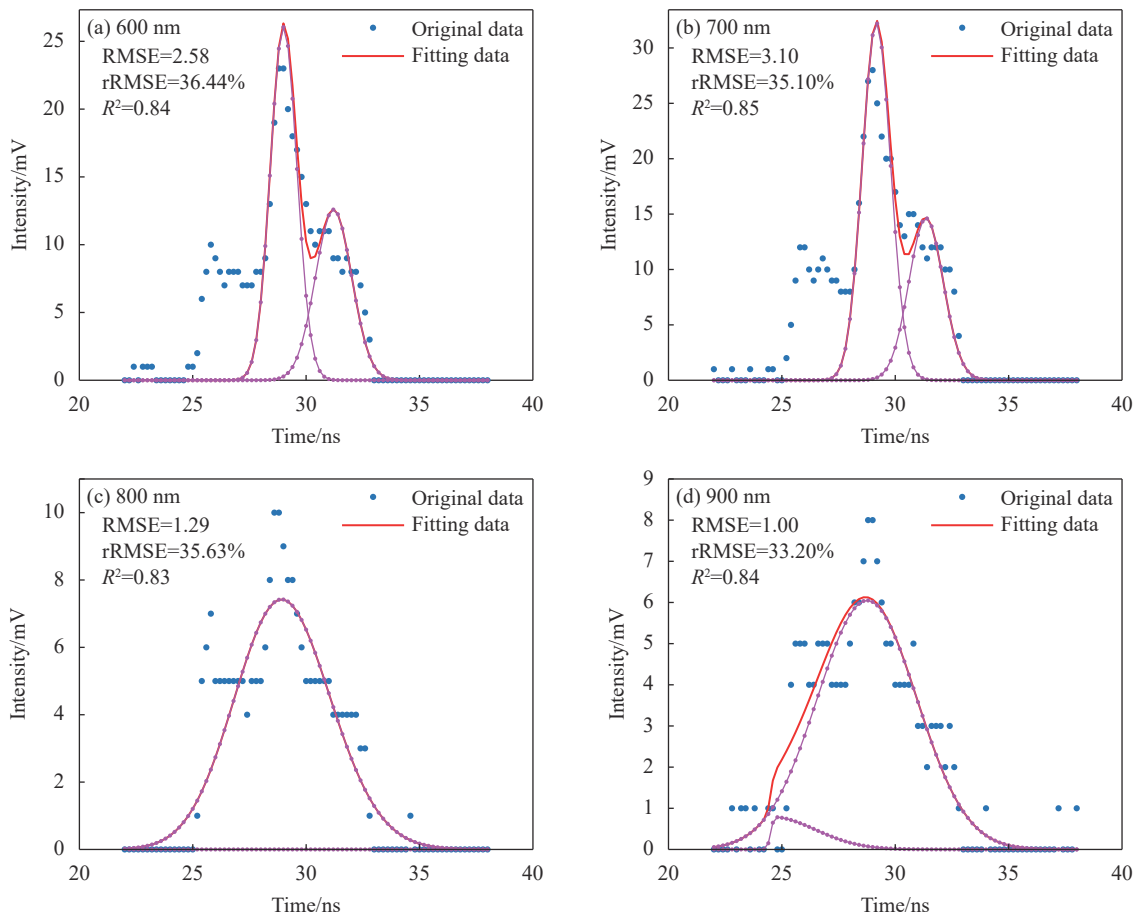 (a) 600 nm
RMSE=2.58
rRMSE=36.44%
R²=0.84
Original data
Fitting data
25
20
15
10
5
0
Intensity/mV
20 25 30 35 40
Time/ns
(b) 700 nm
RMSE=3.10
rRMSE=35.10%
R²=0.85
Original data
Fitting data
30
25
20
15
10
5
0
Intensity/mV
20 25 30 35 40
Time/ns
(c) 800 nm
RMSE=1.29
rRMSE=35.63%
R²=0.83
Original data
Fitting data
10
8
6
4
2
0
Intensity/mV
20 25 30 35 40
Time/ns
(d) 900 nm
RMSE=1.00
rRMSE=33.20%
R²=0.84
Original data
Fitting data
9
8
7
6
5
4
3
2
1
0
Intensity/mV
20 25 30 35 40
Time/ns